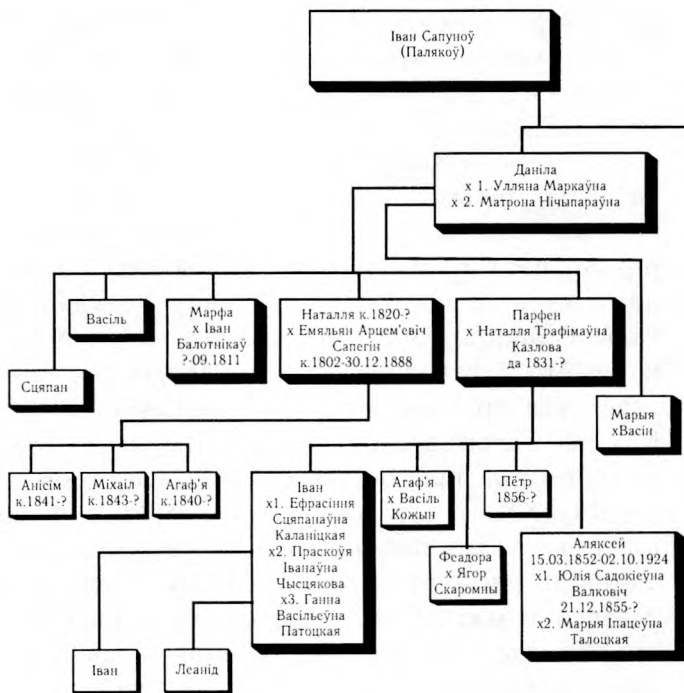 Іван Сапуноў
(Палякоў)
Даніла
х 1. Улляна Маркаўна
х 2. Матрона Нічыпараўна
Сцяпан
Васіль
Марфа
х Іван
Балотнікаў
?-09.1811
Наталля к.1820-?
х Емяльян Арцем'евіч
Сапегін
к.1802-30.12.1888
Парфен
х Наталля Трафімаўна
Казлова
да 1831-?
Марыя
хВасін
Анісім
к.1841-?
Міхаіл
к.1843-?
Агаф'я
к.1840-?
Іван
х1. Ефрасіння
Сцяпанаўна
Каланіцкая
х2. Праскоўя
Іванаўна
Чысцякова
х3. Ганна
Васільеўна
Патоцкая
Агаф'я
х Васіль
Кожын
Феадора
х Ягор
Скаромны
Пётр
1856-?
Аляксей
15.03.1852-02.10.1924
х1. Юлія Садокіеўна
Валковіч
21.12.1855-?
х2. Марыя Іпацеўна
Талоцкая
Іван
Леанід